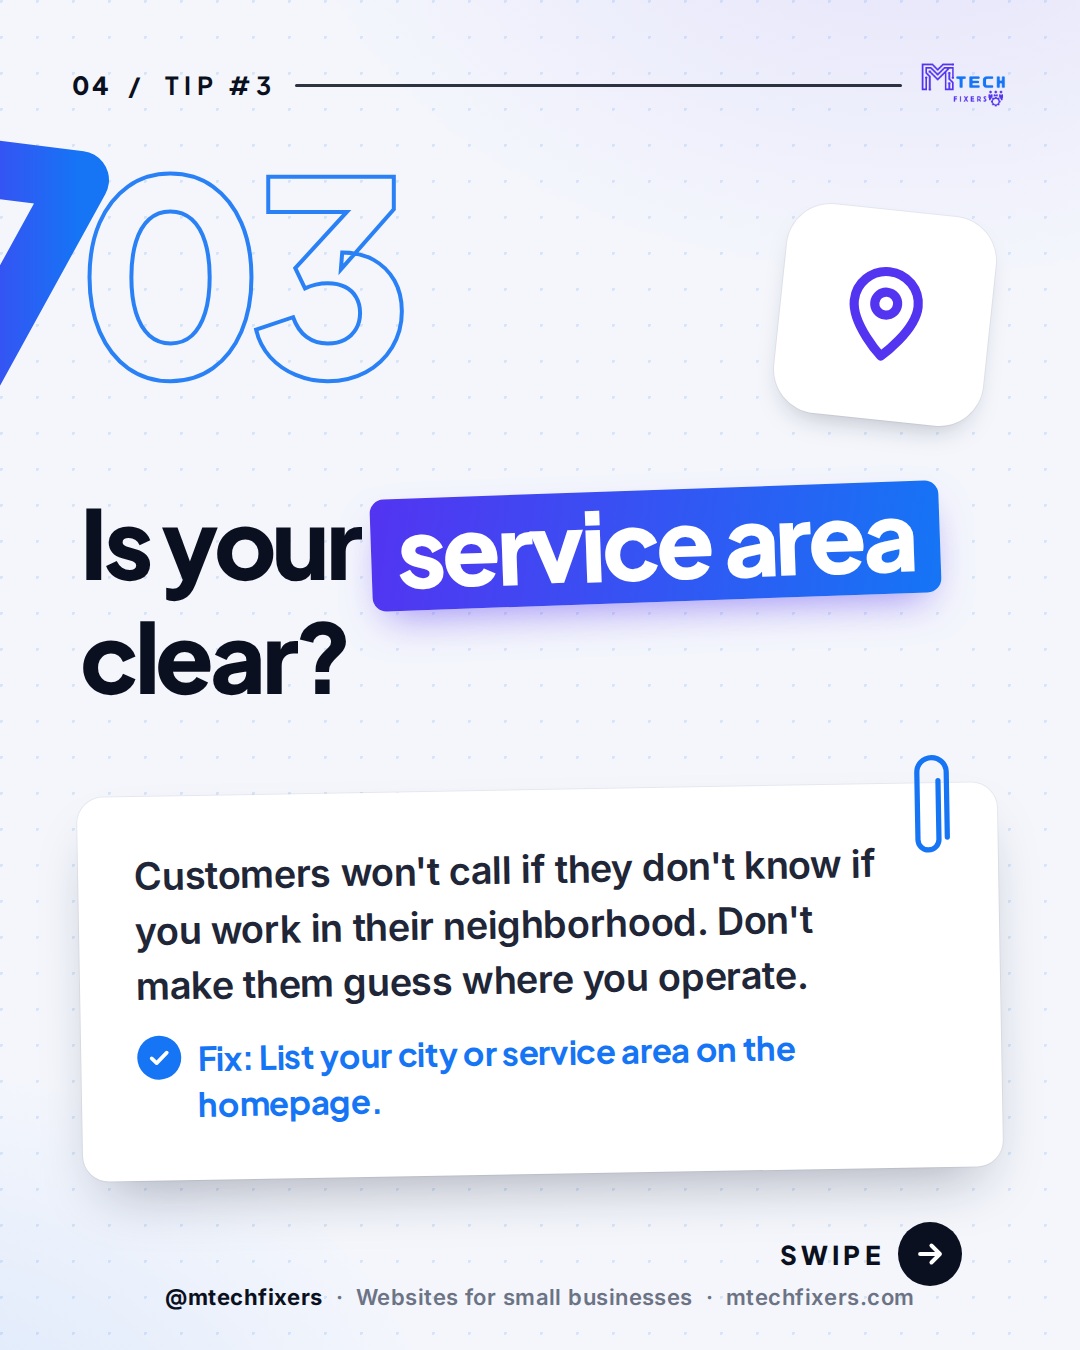 04 / TIP #3
MTECH
FIXERS
7
03
Is your service area
clear?
Customers won't call if they don't know if
you work in their neighborhood. Don't
make them guess where you operate.
Fix: List your city or service area on the
homepage.
SWIPE
@mtechfixers · Websites for small businesses · mtechfixers.com